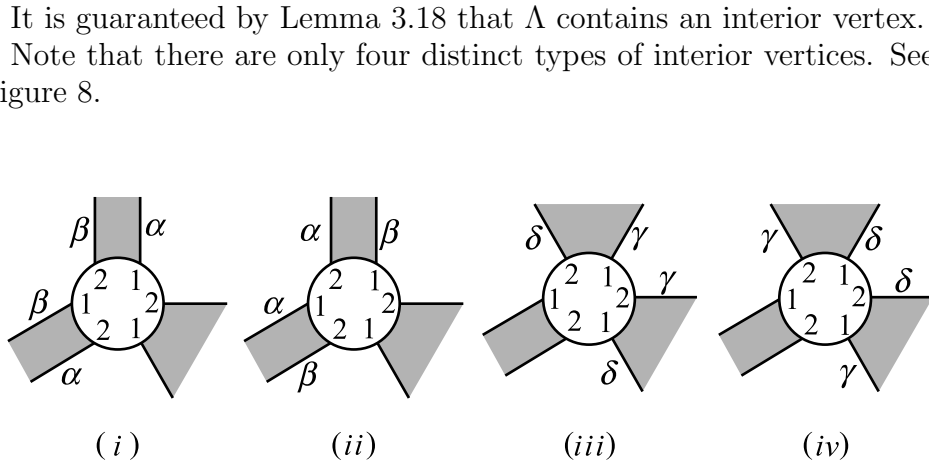 It is guaranteed by Lemma 3.18 that Λ contains an interior vertex.
Note that there are only four distinct types of interior vertices. See
igure 8.
β α α β δ γ γ δ
2 1 2 1 2 1 2 1
β 1 2 α 1 2 1 2 γ 1 2 δ
2 1 2 1 2 1 2 1
α β δ γ
(i) (ii) (iii) (iv)